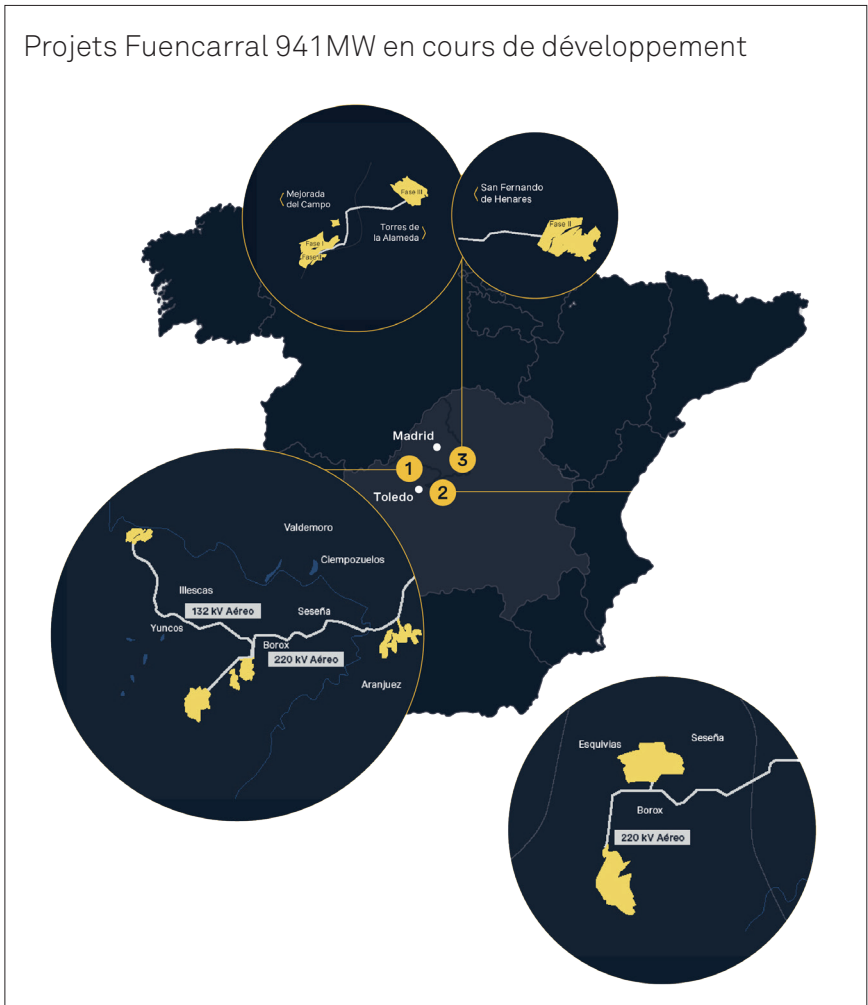 Projets Fuencarral 941MW en cours de développement
Mejorada
del Campo
Fase III
Torres de
la Alameda
Fase I
Fase II
San Fernando
de Henares
Fase II
Madrid
1
3
Toledo
2
Valdemoro
Ciempozuelos
Illescas
132 kV Aéreo
Seseña
Yuncos
Borox
220 kV Aéreo
Aranjuez
Esquivias
Seseña
Borox
220 kV Aéreo